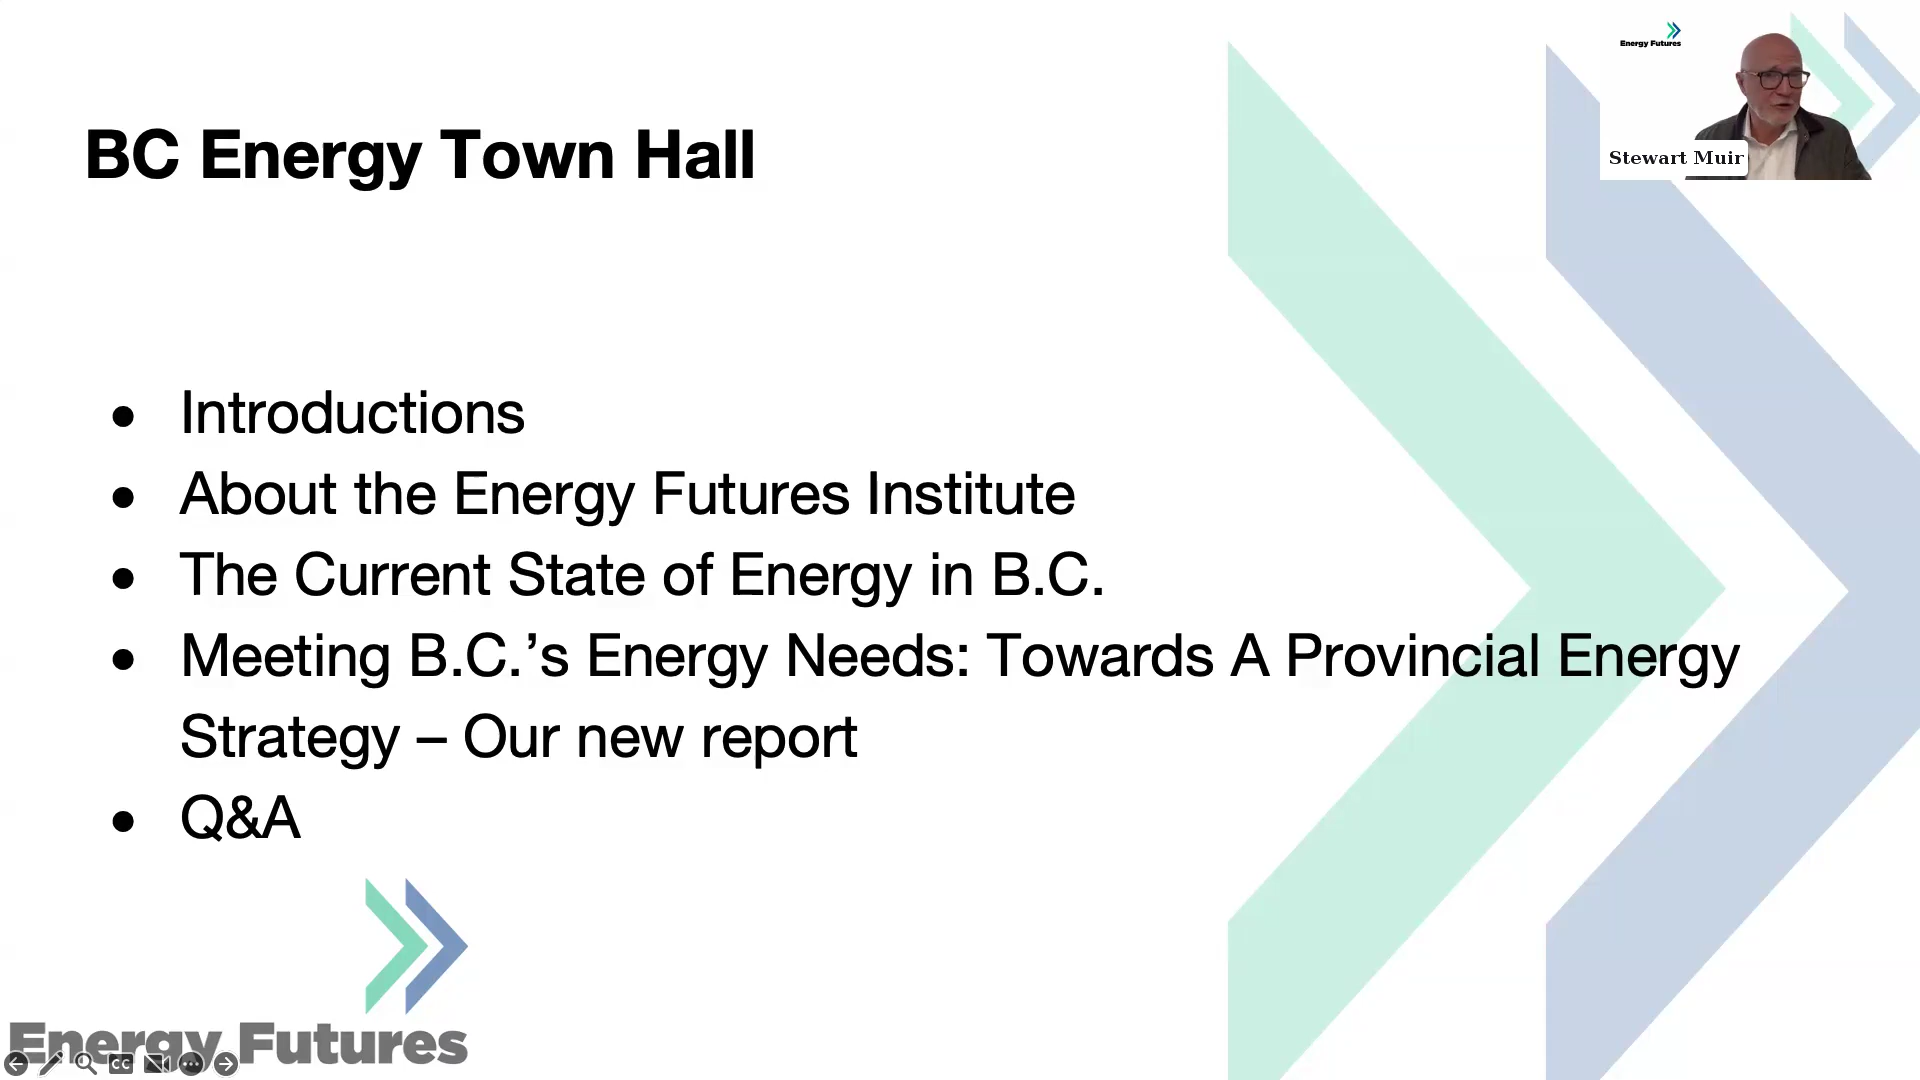 Energy Futures
BC Energy Town Hall
Stewart Muir
• Introductions
• About the Energy Futures Institute
• The Current State of Energy in B.C.
• Meeting B.C.’s Energy Needs: Towards A Provincial Energy
Strategy – Our new report
• Q&A
Energy Futures
CC